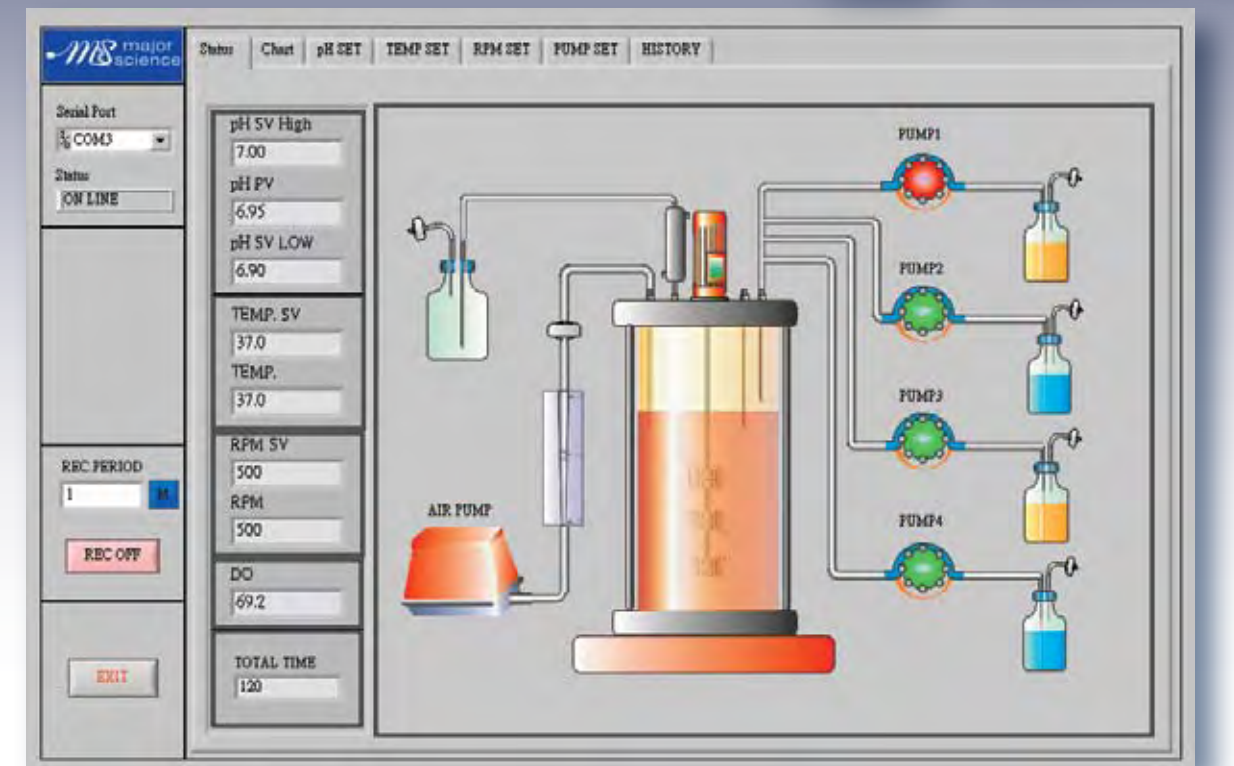 MS major science
Status Chart pH SET TEMP SET RPM SET PUMP SET HISTORY
Serial Port
COM3
Status
ON LINE
REC PERIOD
1 M
REC OFF
EXIT
pH SV High
7.00
pH PV
6.95
pH SV LOW
6.90
TEMP. SV
37.0
TEMP.
37.0
RPM SV
500
RPM
500
DO
69.2
TOTAL TIME
120
AIR PUMP
PUMP1
PUMP2
PUMP3
PUMP4